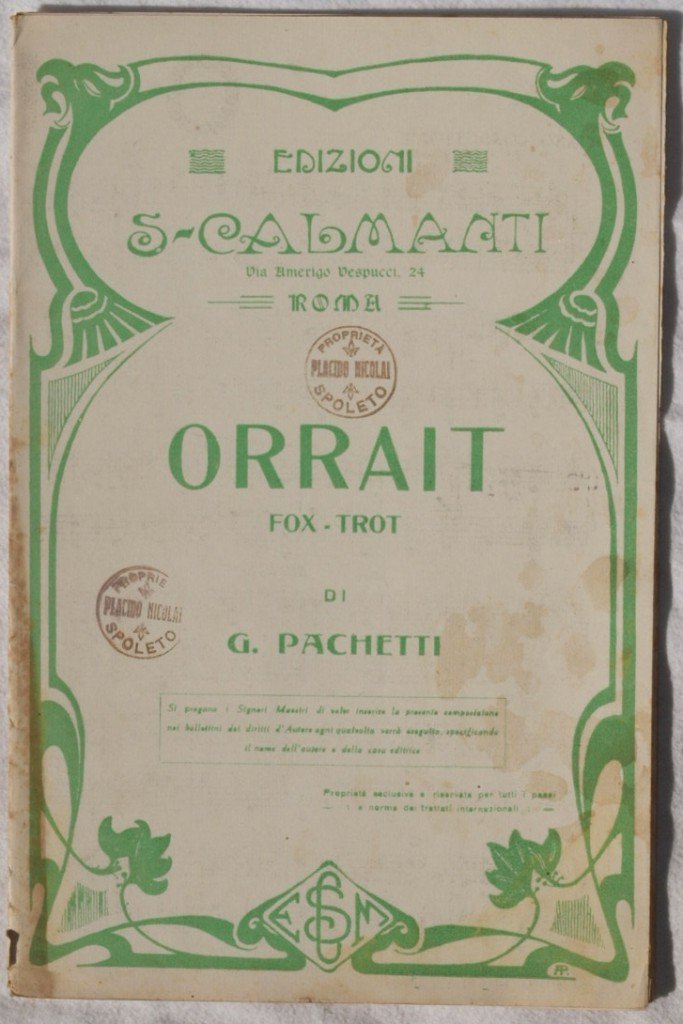 EDIZIONI
S-CALMANTI
Via Amerigo Vespucci, 24
ROMA
PROPRIETÀ
PLACIDO NICOLAI
SPOLETO
ORRAIT
FOX-TROT
DI
G. PACHETTI
PROPRIE
PLACIDO NICOLAI
SPOLETO
Si pregano i Signori Maestri di voler inserire la presente composizione
nei bollettini dei diritti d'Autore ogni qualvolta verrà eseguita, specificando
il nome dell'autore e della casa editrice
Proprietà esclusiva e riservata per tutti i paesi
a norma dei trattati internazionali
ESCM